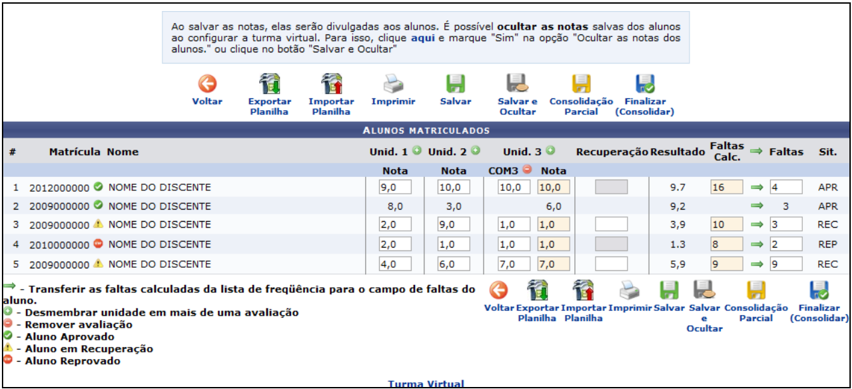 Ao salvar as notas, elas serão divulgadas aos alunos. É possível ocultar as notas salvas dos alunos
ao configurar a turma virtual. Para isso, clique aqui e marque "Sim" na opção "Ocultar as notas dos
alunos." ou clique no botão "Salvar e Ocultar"
Voltar Exportar Planilha Importar Planilha Imprimir Salvar Salvar e Ocultar Consolidação Parcial Finalizar (Consolidar)
ALUNOS MATRICULADOS
# Matrícula Nome Unid. 1 Unid. 2 Unid. 3 Recuperação Resultado Faltas Calc. Faltas Sit.
Nota Nota COM3 Nota
1 2012000000 NOME DO DISCENTE 9,0 10,0 10,0 10,0 9.7 16 4 APR
2 2009000000 NOME DO DISCENTE 8,0 3,0 6,0 9,2 3 APR
3 2009000000 NOME DO DISCENTE 2,0 9,0 1,0 1,0 3,9 10 3 REC
4 2010000000 NOME DO DISCENTE 2,0 1,0 1,0 1,0 1.3 8 2 REP
5 2009000000 NOME DO DISCENTE 4,0 6,0 7,0 7,0 5,9 9 9 REC
- Transferir as faltas calculadas da lista de freqüência para o campo de faltas do
aluno.
- Desmembrar unidade em mais de uma avaliação
- Remover avaliação
- Aluno Aprovado
- Aluno em Recuperação
- Aluno Reprovado
Voltar Exportar Planilha Importar Planilha Imprimir Salvar Salvar e Ocultar Consolidação Parcial Finalizar (Consolidar)
Turma Virtual